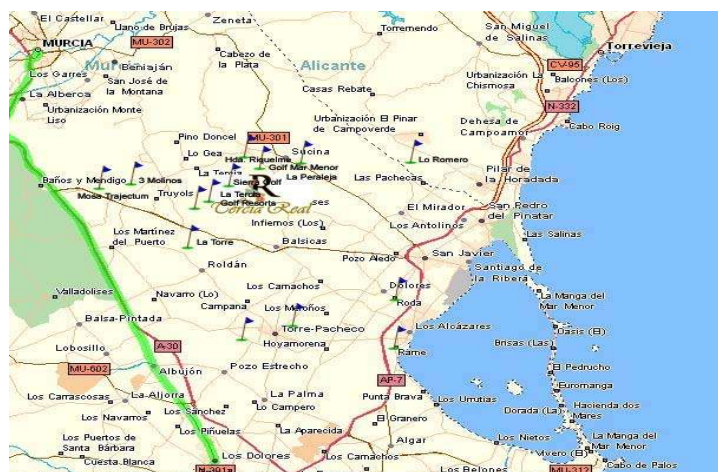 El Castellar
Llano de Brujas
Zeneta
Torremendo
San Miguel
de Salinas
MURCIA
MU-302
Torrevieja
Cabezo de
la Plata
Murcia
Alicante
Beniaján
Los Garres
San José de
la Montana
CV-95
Urbanización La
Chismosa
Balcones (Los)
Casas Rebate
La Alberca
Urbanización Monte
Liso
N-332
Cabo Roig
Urbanización El Pinar
de Campoverde
Dehesa de
Campoamor
Pino Doncel
MU-301
Sucina
Lo Gea
Hda. Riquelme
Golf Mar Menor
La Peraleja
Lo Romero
Pilar de
la Horadada
Baños y Mendigo
3 Molinos
Sierra Golf
Las Pachecas
Mosa Trajectum
Truyols
La Tercia
Golf Resorts
R
Tercia Real
El Mirador
San Pedro
del Pinatar
Los Antolinos
Infiernos (Los)
Las Salinas
Los Martínez
del Puerto
La Torre
Balsicas
Pozo Aledo
San Javier
Santiago de
la Ribera
Roldán
Valladolises
Navarro (Lo)
Los Camachos
Dolores
Campana
Roda
La Manga del
Mar Menor
Balsa-Pintada
Torre-Pacheco
Los Alcázares
Oasis (El)
Lobosillo
A-30
Hoyamorena
Rame
Brisas (Las)
MU-602
Albujón
Pozo Estrecho
AP-7
El Pedrucho
Euromanga
Los Carrascosas
La Aljorra
La Palma
Punta Brava
Los Urrutias
Hacienda dos
Mares
Dorada (La)
Los Navarros
Los Sánchez
Lo Campero
El Granero
Los Puertos de
Santa Bárbara
Los Piñuelas
La Aparecida
Algar
Los Nietos
Vivero (El)
La Manga del
Mar Menor
Cuesta Blanca
Los Dolores
Los Camachos
Los Belones
Cabo de Palos
N-301a
MU-312